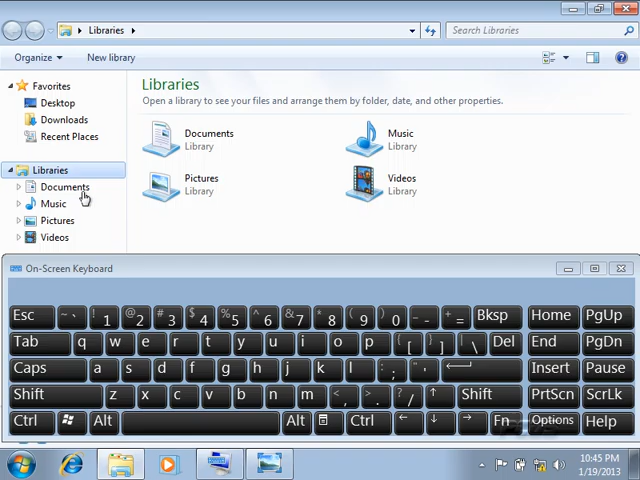 Libraries
Search Libraries
Organize
New library
Favorites
Desktop
Downloads
Recent Places
Libraries
Documents
Music
Pictures
Videos
Libraries
Open a library to see your files and arrange them by folder, date, and other properties.
Documents
Library
Music
Library
Pictures
Library
Videos
Library
On-Screen Keyboard
Esc ~ ` ! 1 @ 2 # 3 $ 4 % 5 ^ 6 & 7 * 8 ( 9 ) 0 _ - + = Bksp Home PgUp
Tab q w e r t y u i o p { [ } ] | \ Del End PgDn
Caps a s d f g h j k l : ; " ' Insert Pause
Shift z x c v b n m < , > . ? / ↑ Shift PrtScn ScrLk
Ctrl Alt Alt Ctrl ← ↓ → Fn Options Help
10:45 PM
1/19/2013